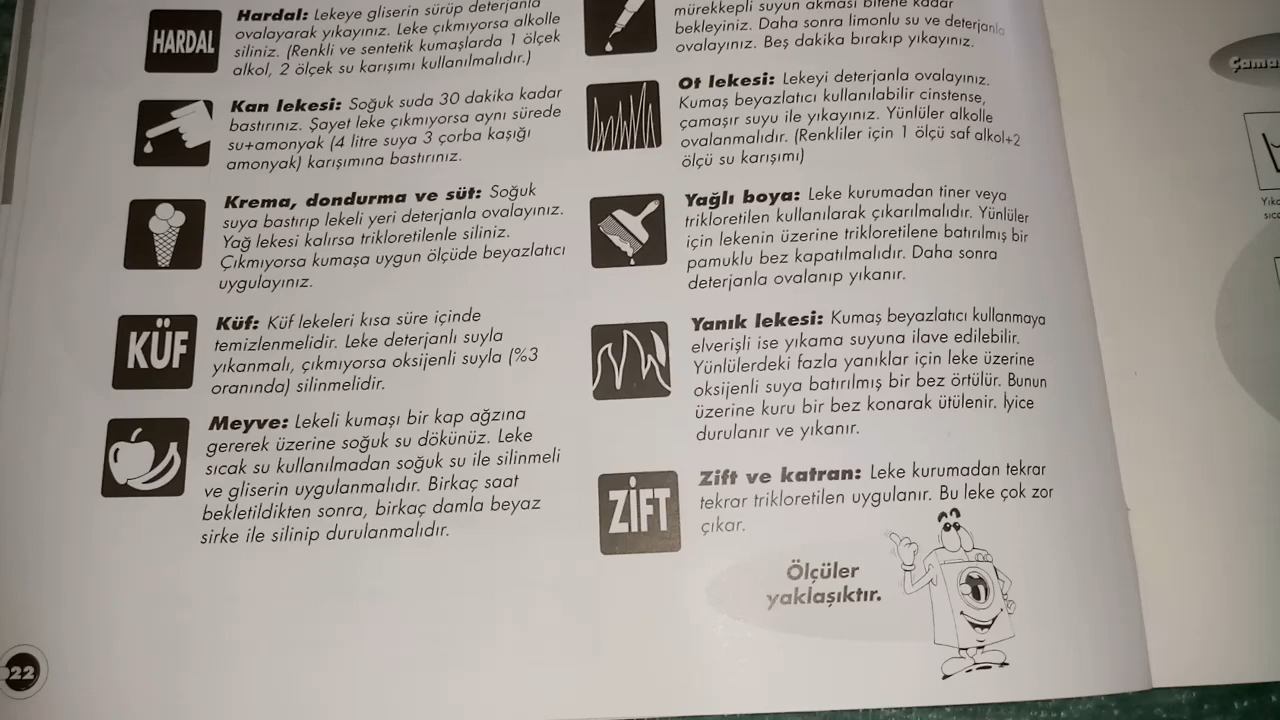 HARDAL
Hardal: Lekeye gliserin sürüp deterjanla
ovalayarak yıkayınız. Leke çıkmıyorsa alkolle
siliniz. (Renkli ve sentetik kumaşlarda 1 ölçek
alkol, 2 ölçek su karışımı kullanılmalıdır.)
Kan lekesi: Soğuk suda 30 dakika kadar
bastırınız. Şayet leke çıkmıyorsa aynı sürede
su+amonyak (4 litre suya 3 çorba kaşığı
amonyak) karışımına bastırınız.
Krema, dondurma ve süt: Soğuk
suya bastırıp lekeli yeri deterjanla ovalayınız.
Yağ lekesi kalırsa trikloretilenle siliniz.
Çıkmıyorsa kumaşa uygun ölçüde beyazlatıcı
uygulayınız.
KÜF
Küf: Küf lekeleri kısa süre içinde
temizlenmelidir. Leke deterjanlı suyla
yıkanmalı, çıkmıyorsa oksijenli suyla (%3
oranında) silinmelidir.
Meyve: Lekeli kumaşı bir kap ağzına
gererek üzerine soğuk su dökünüz. Leke
sıcak su kullanılmadan soğuk su ile silinmeli
ve gliserin uygulanmalıdır. Birkaç saat
bekletildikten sonra, birkaç damla beyaz
sirke ile silinip durulanmalıdır.
22
mürekkepli suyun akması bitene kadar
bekleyiniz. Daha sonra limonlu su ve deterjanla
ovalayınız. Beş dakika bırakıp yıkayınız.
Ot lekesi: Lekeyi deterjanla ovalayınız.
Kumaş beyazlatıcı kullanılabilir cinstense,
çamaşır suyu ile yıkayınız. Yünlüler alkolle
ovalanmalıdır. (Renkliler için 1 ölçü saf alkol+2
ölçü su karışımı)
Yağlı boya: Leke kurumadan tiner veya
trikloretilen kullanılarak çıkarılmalıdır. Yünlüler
için lekenin üzerine trikloretilene batırılmış bir
pamuklu bez kapatılmalıdır. Daha sonra
deterjanla ovalanıp yıkanır.
Yanık lekesi: Kumaş beyazlatıcı kullanmaya
elverişli ise yıkama suyuna ilave edilebilir.
Yünlülerdeki fazla yanıklar için leke üzerine
oksijenli suya batırılmış bir bez örtülür. Bunun
üzerine kuru bir bez konarak ütülenir. İyice
durulanır ve yıkanır.
ZİFT
Zift ve katran: Leke kurumadan tekrar
tekrar trikloretilen uygulanır. Bu leke çok zor
çıkar.
Ölçüler
yaklaşıktır.